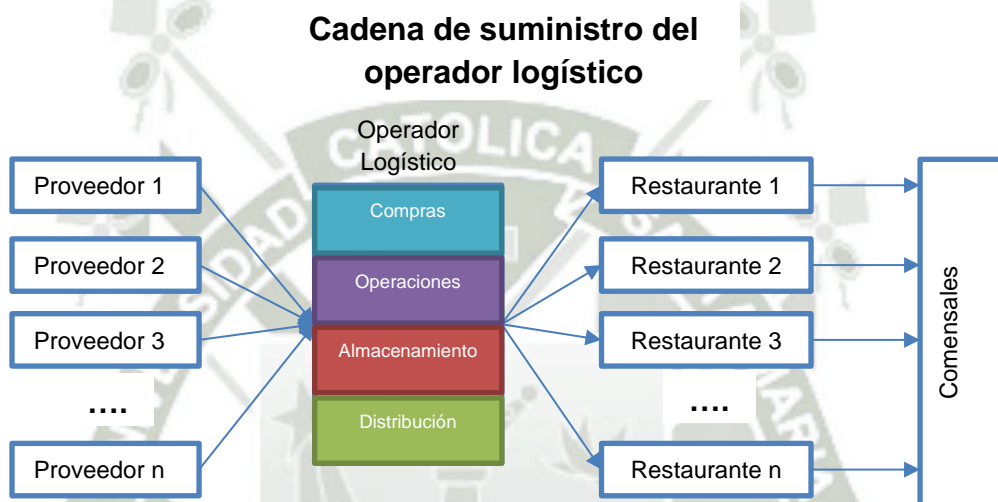 Cadena de suministro del
operador logístico
Operador
Logístico
Proveedor 1
Proveedor 2
Proveedor 3
....
Proveedor n
Compras
Operaciones
Almacenamiento
Distribución
Restaurante 1
Restaurante 2
Restaurante 3
....
Restaurante n
Comensales
CATOLICA